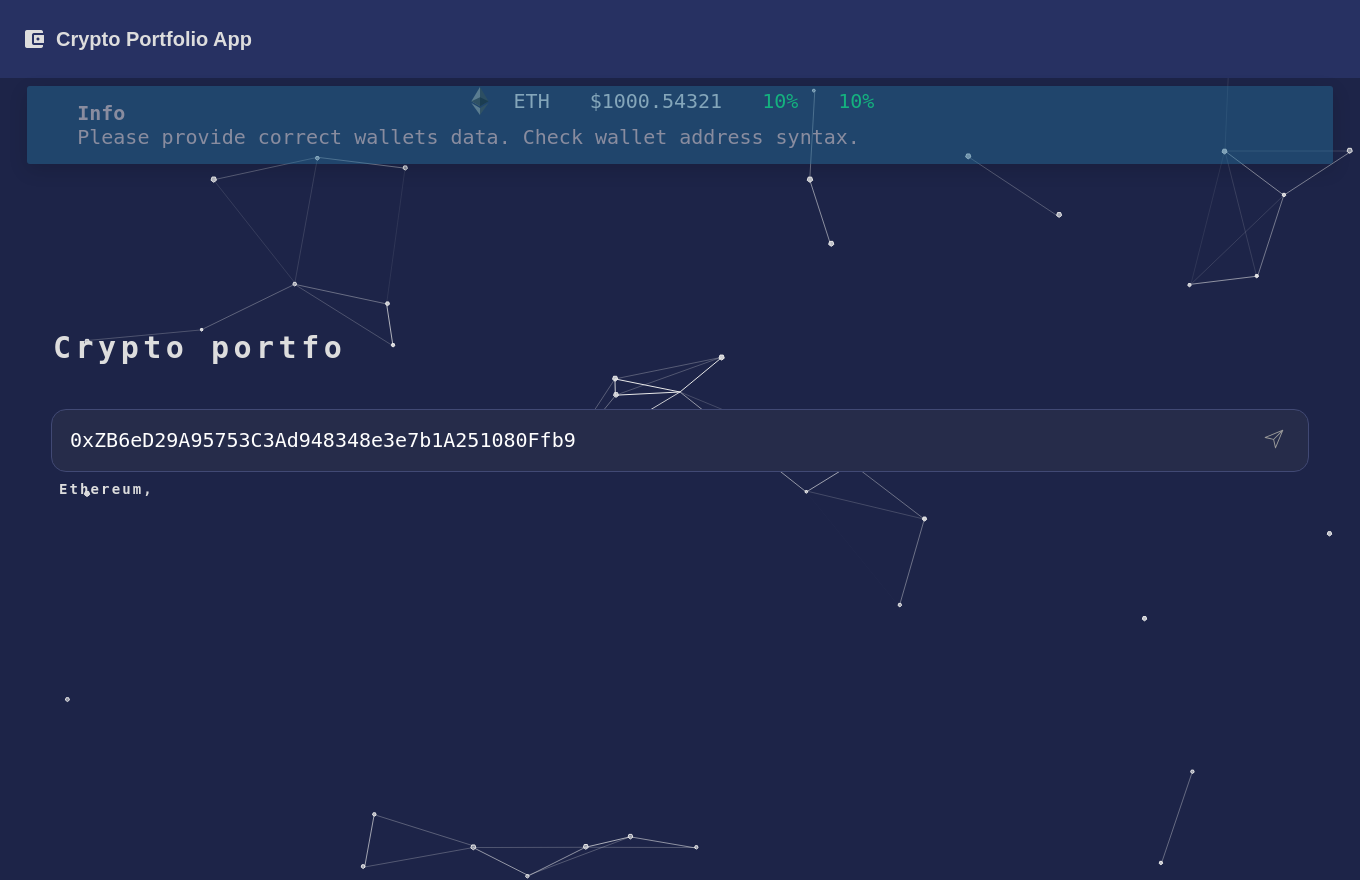 Crypto Portfolio App
ETH $1000.54321 10% 10%
Info
Please provide correct wallets data. Check wallet address syntax.
Crypto portfo
0xZB6eD29A95753C3Ad948348e3e7b1A251080Ffb9
Ethereum,